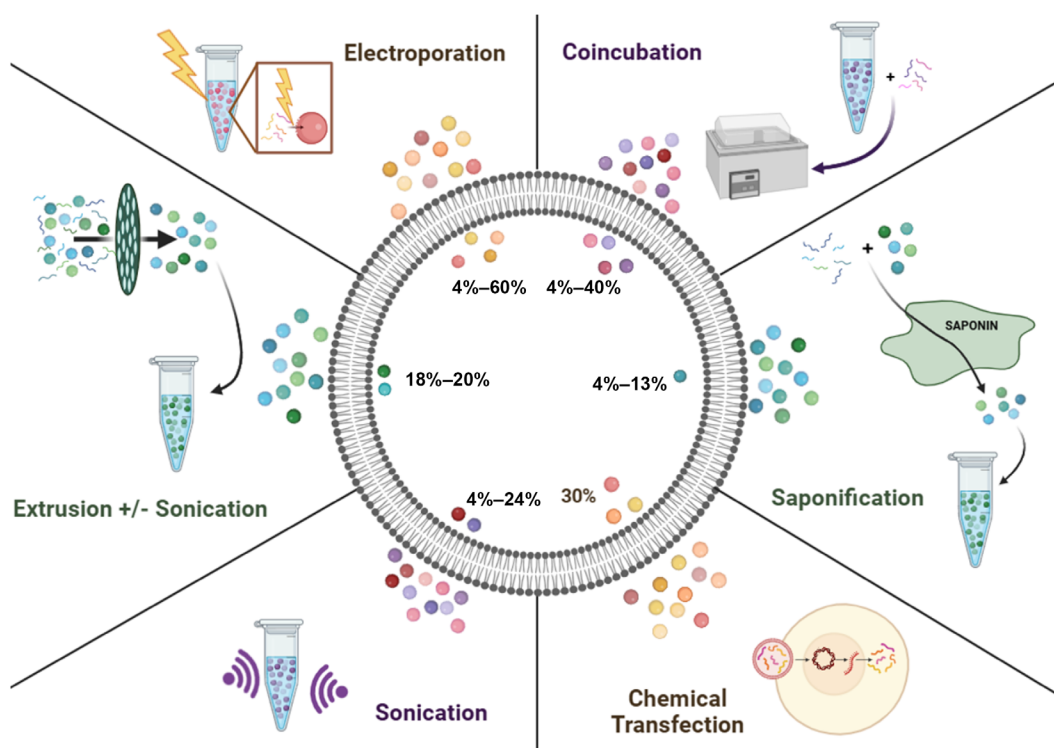 Electroporation
Coincubation
+
+
4%–60%
4%–40%
SAPONIN
18%–20%
4%–13%
4%–24%
30%
Extrusion +/- Sonication
Saponification
Sonication
Chemical
Transfection